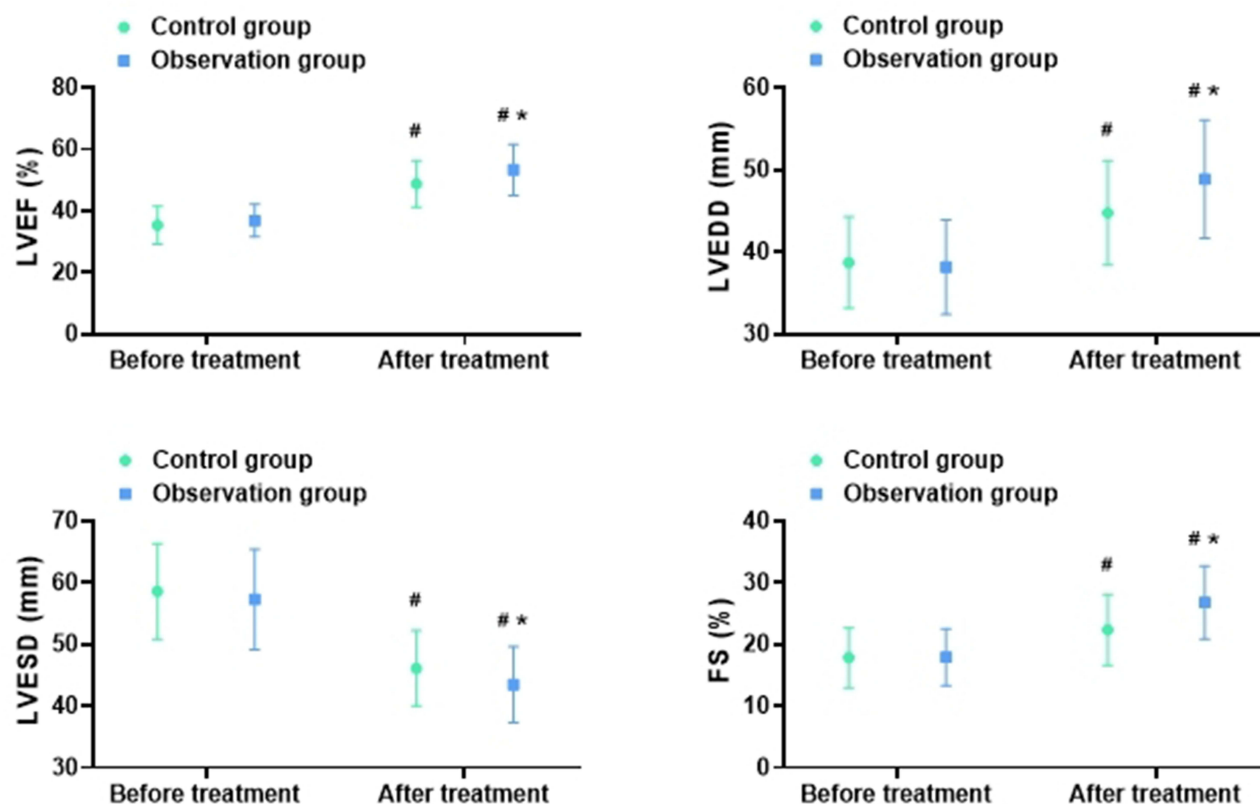 Control group
Observation group
LVEF (%)
80
60
40
20
0
#
# *
Before treatment
After treatment
Control group
Observation group
LVEDD (mm)
60
50
40
30
#
# *
Before treatment
After treatment
Control group
Observation group
LVESD (mm)
70
60
50
40
30
#
# *
Before treatment
After treatment
Control group
Observation group
FS (%)
40
30
20
10
0
#
# *
Before treatment
After treatment